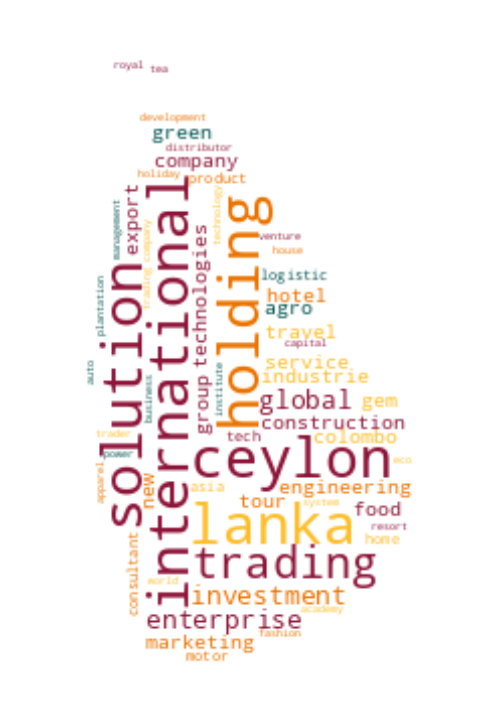 royal tea
development
green
distributor
company
holiday product
international
export
management
solution
holding
technology
trading company
group technologies
venture
house
plantation
logistic
hotel
agro
travel
capital
auto
business
institute
service
industrie
global gem
construction
trader
tech colombo
power
ceylon
eco
apparel
new
asia
engineering
tour system
lanka
food
resort
home
consultant
trading
world
investment
academy
enterprise
fashion
marketing
motor